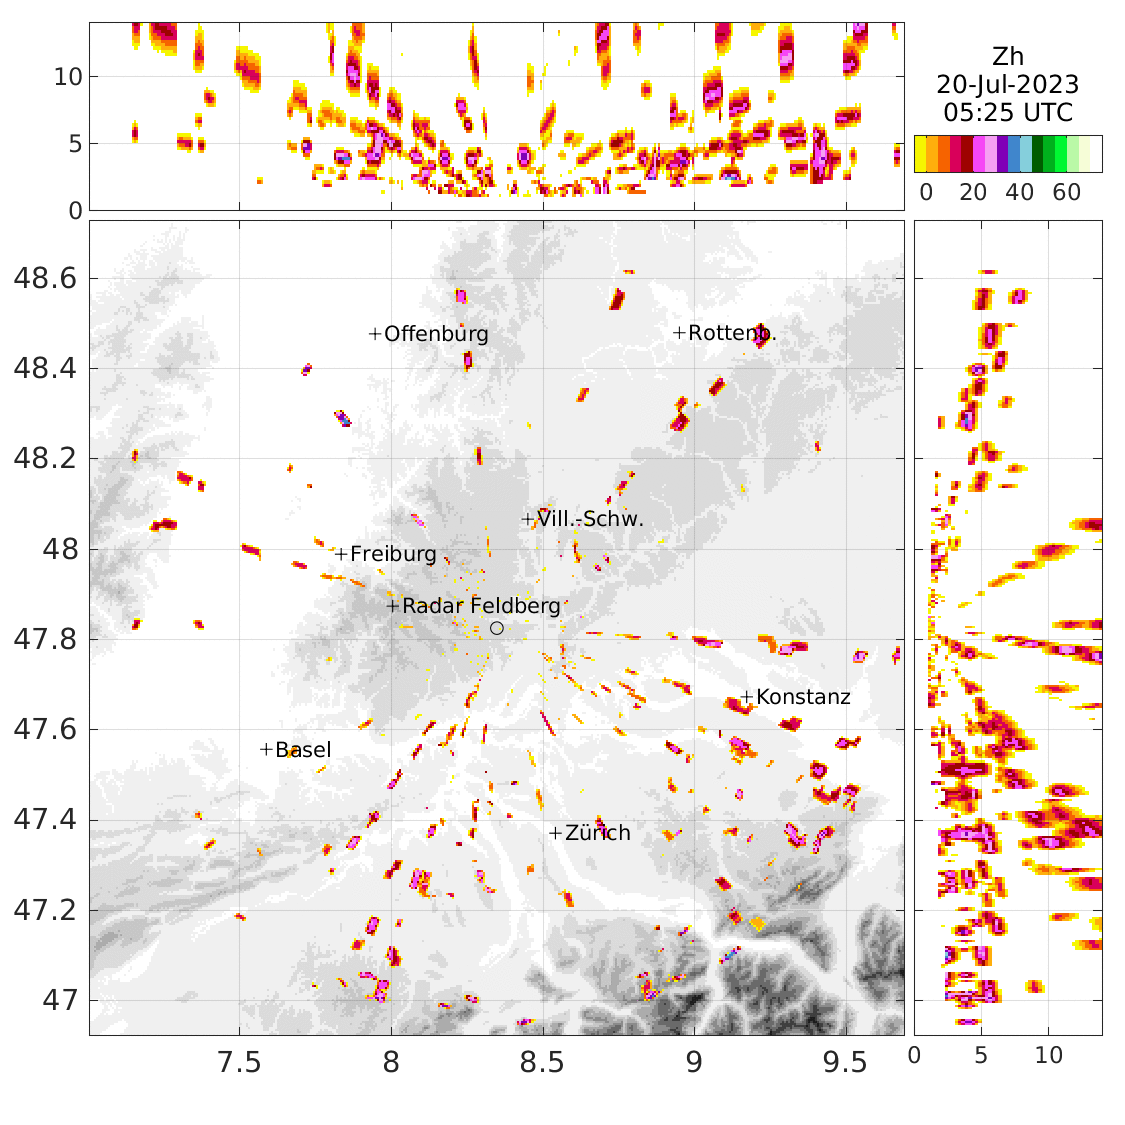 Zh
20-Jul-2023
05:25 UTC
0 20 40 60
10
5
0
48.6
48.4
48.2
48
47.8
47.6
47.4
47.2
47
+Offenburg
+Rottenb.
+Vill.-Schw.
+Freiburg
+Radar Feldberg
+Konstanz
+Basel
+Zürich
7.5 8 8.5 9 9.5
0 5 10